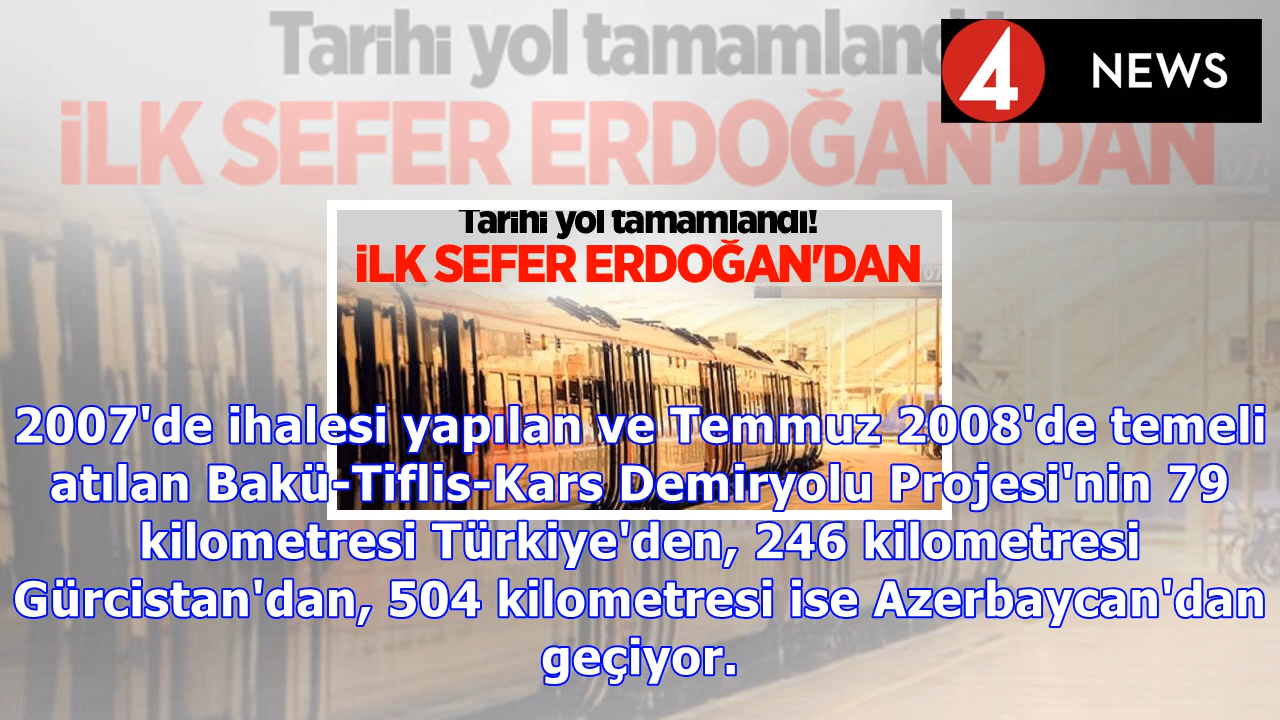 Tarihi yol tamamland
4 NEWS
İLK SEFER ERDOĞAN'DAN
Tarihi yol tamamlandı!
İLK SEFER ERDOĞAN'DAN
2007'de ihalesi yapılan ve Temmuz 2008'de temeli
atılan Bakü-Tiflis-Kars Demiryolu Projesi'nin 79
kilometresi Türkiye'den, 246 kilometresi
Gürcistan'dan, 504 kilometresi ise Azerbaycan'dan
geçiyor.